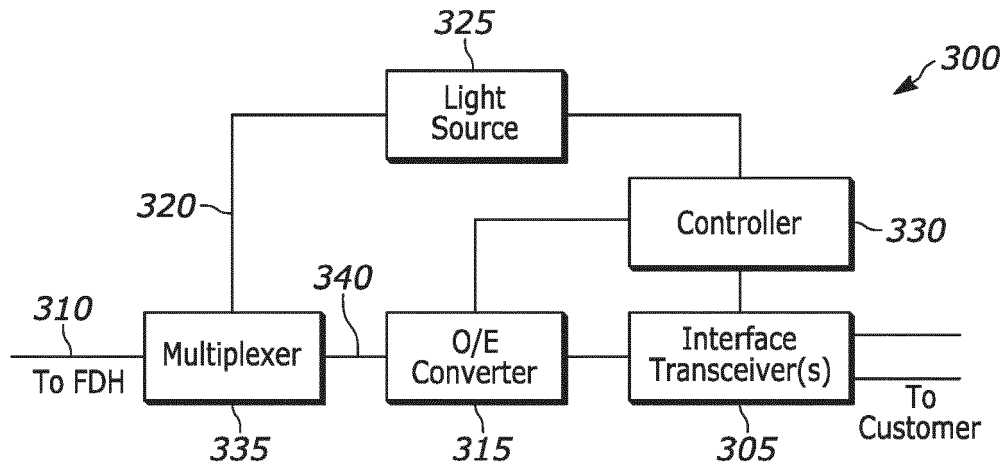 325
300
Light
Source
320
Controller
330
340
310
Multiplexer
O/E
Converter
Interface
Transceiver(s)
To FDH
To
Customer
335
315
305